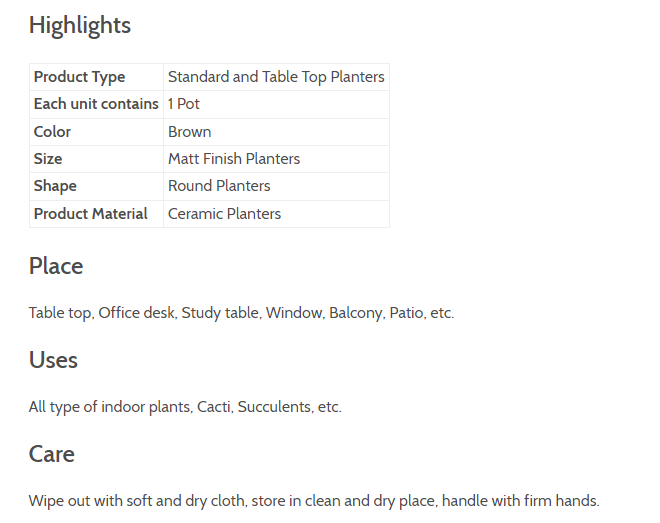 Highlights
Product Type Standard and Table Top Planters
Each unit contains 1 Pot
Color Brown
Size Matt Finish Planters
Shape Round Planters
Product Material Ceramic Planters
Place
Table top, Office desk, Study table, Window, Balcony, Patio, etc.
Uses
All type of indoor plants, Cacti, Succulents, etc.
Care
Wipe out with soft and dry cloth, store in clean and dry place, handle with firm hands.